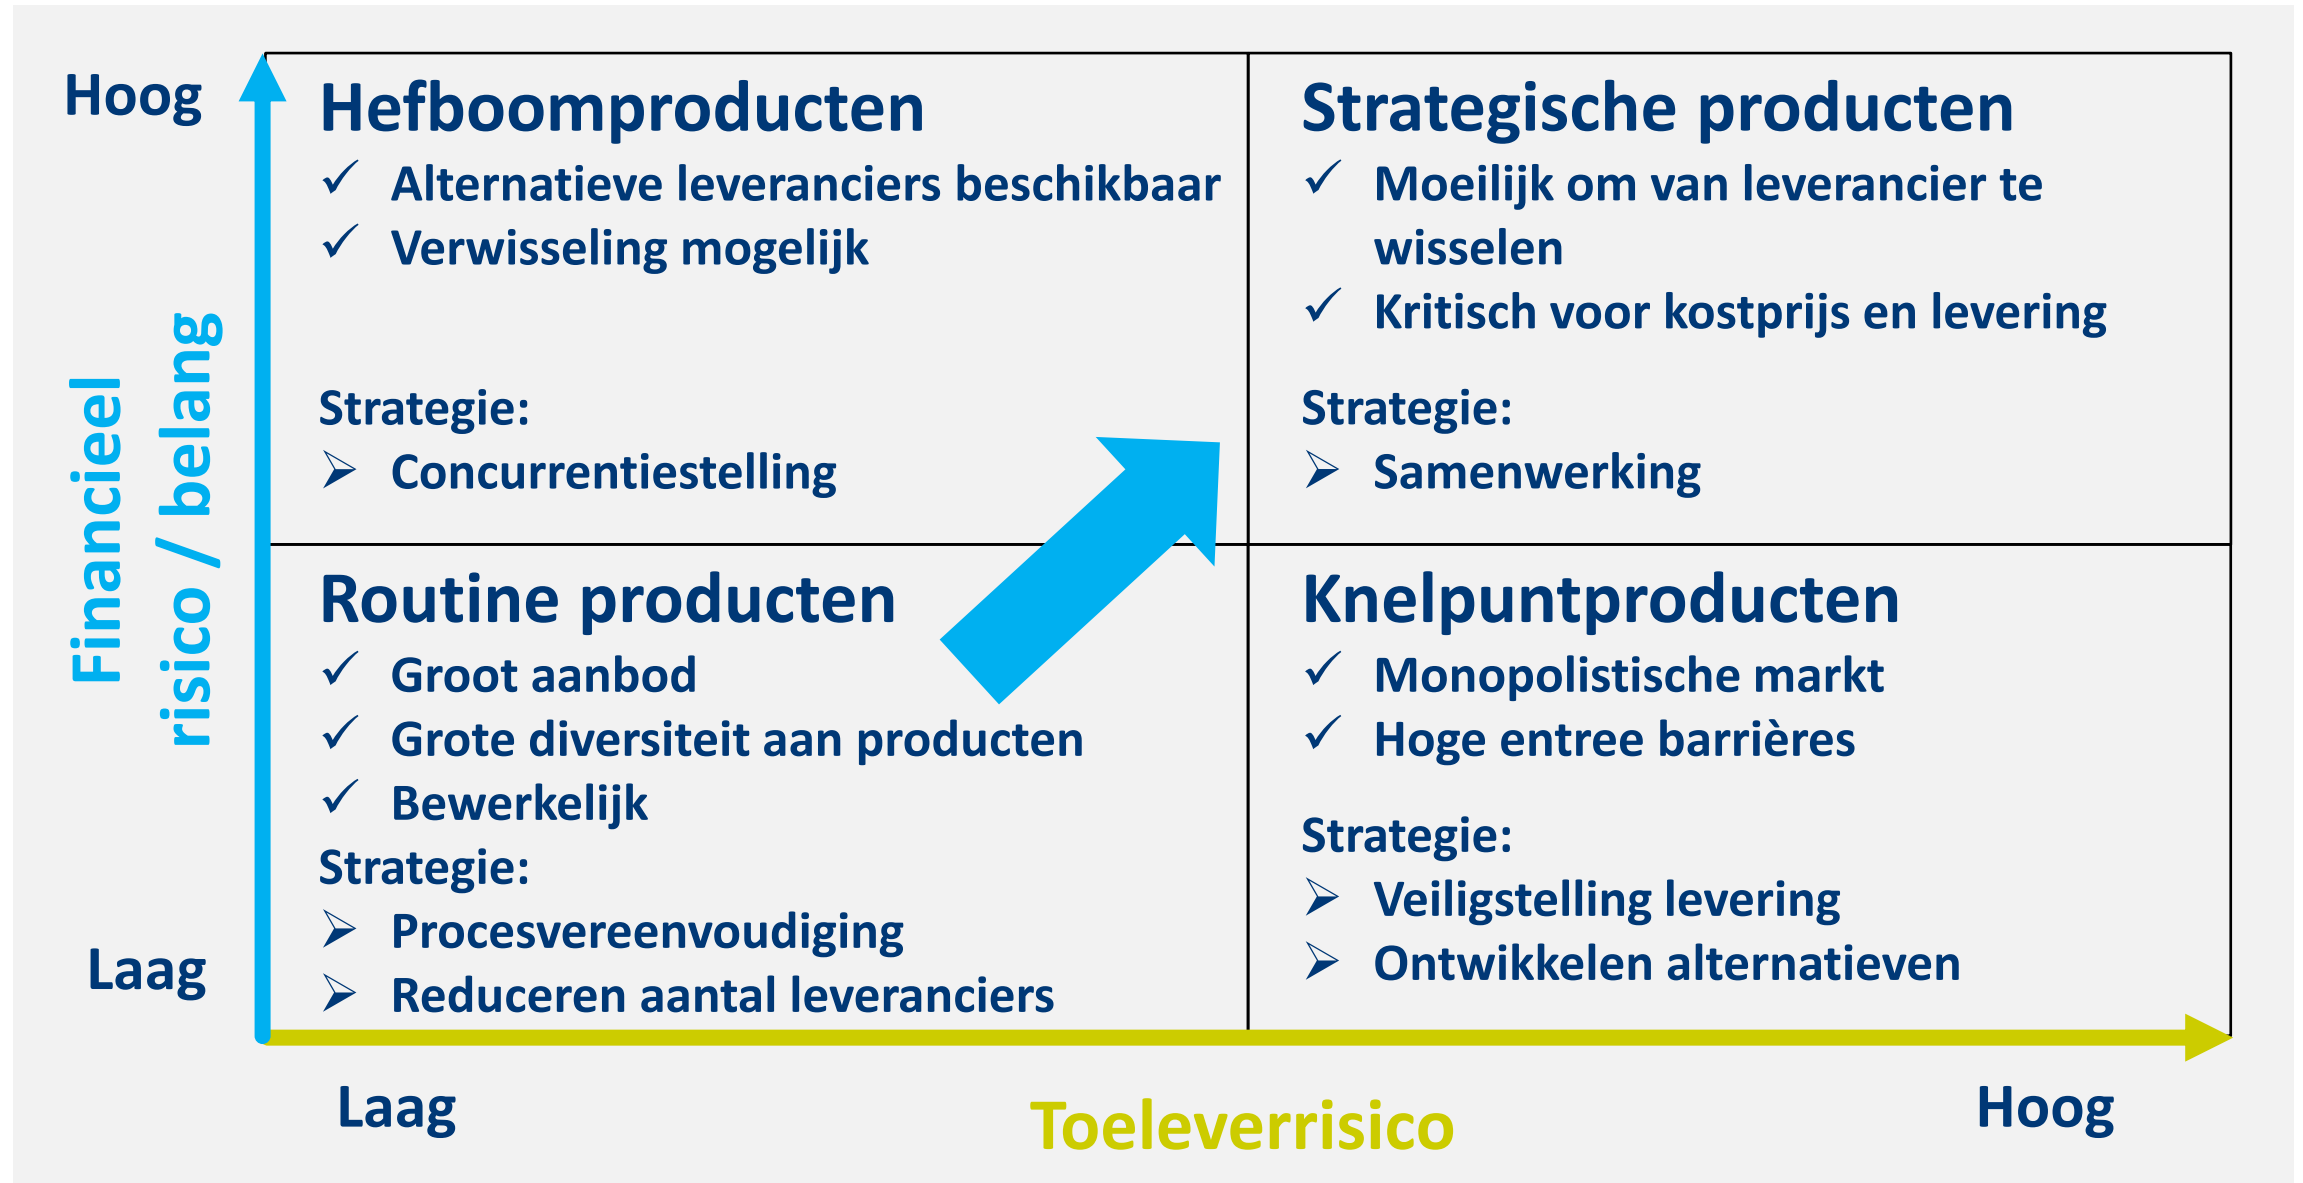 Hoog
Financieel
risico / belang
Laag
Hefboomproducten
Alternatieve leveranciers beschikbaar
Verwisseling mogelijk
Strategie:
Concurrentiestelling
Strategische producten
Moeilijk om van leverancier te
wisselen
Kritisch voor kostprijs en levering
Strategie:
Samenwerking
Routine producten
Groot aanbod
Grote diversiteit aan producten
Bewerkelijk
Strategie:
Procesvereenvoudiging
Reduceren aantal leveranciers
Knelpuntproducten
Monopolistische markt
Hoge entree barrières
Strategie:
Veiligstelling levering
Ontwikkelen alternatieven
Laag
Toeleverrisico
Hoog